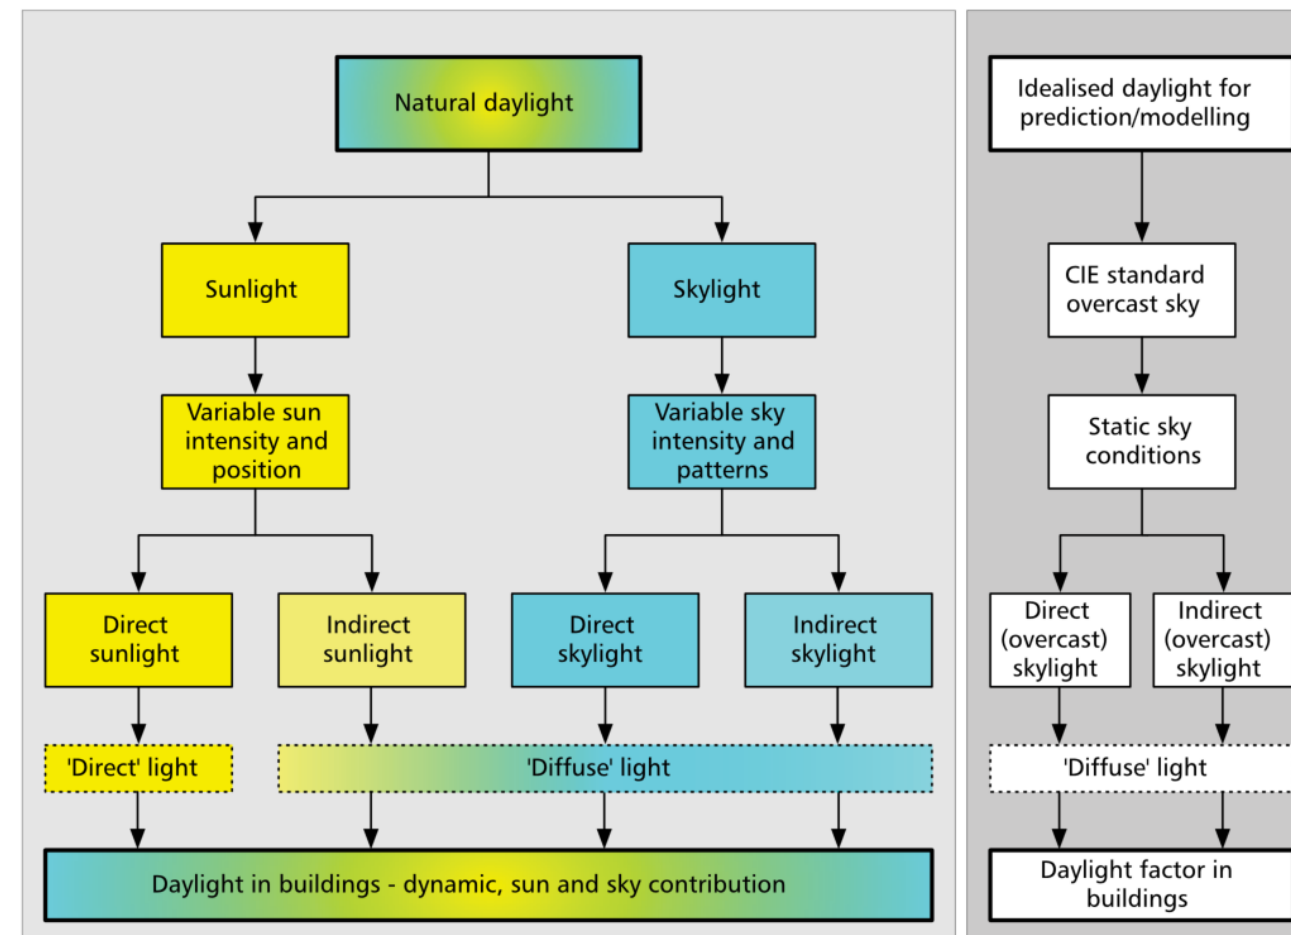 Natural daylight
Idealised daylight for
prediction/modelling
Sunlight
Skylight
CIE standard
overcast sky
Variable sun
intensity and
position
Variable sky
intensity and
patterns
Static sky
conditions
Direct
sunlight
Indirect
sunlight
Direct
skylight
Indirect
skylight
Direct
(overcast)
skylight
Indirect
(overcast)
skylight
'Direct' light
'Diffuse' light
'Diffuse' light
Daylight in buildings - dynamic, sun and sky contribution
Daylight factor in
buildings